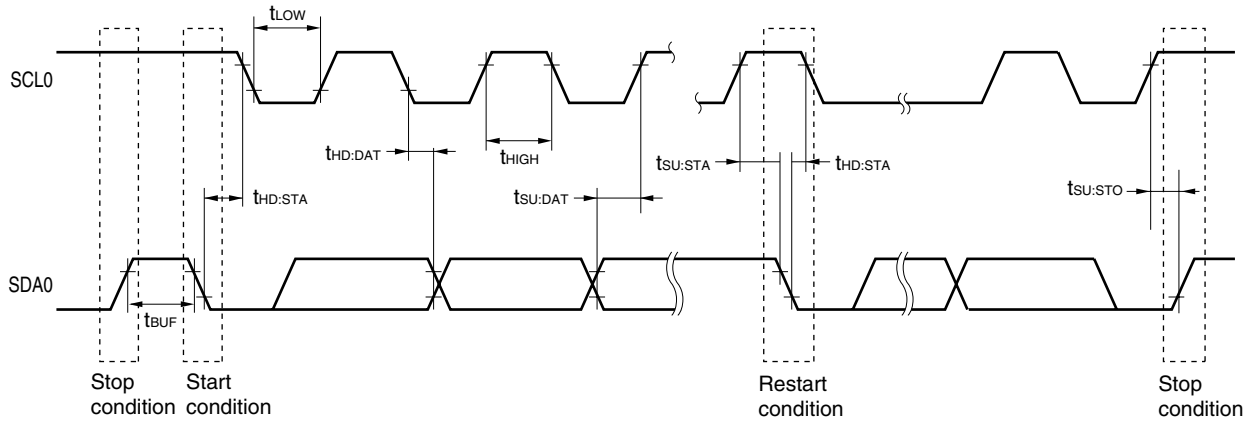 tLOW
SCL0
tHD:DAT
tHIGH
tSU:STA
tHD:STA
tHD:STA
tSU:DAT
tSU:STO
SDA0
tBUF
Stop
condition
Start
condition
Restart
condition
Stop
condition